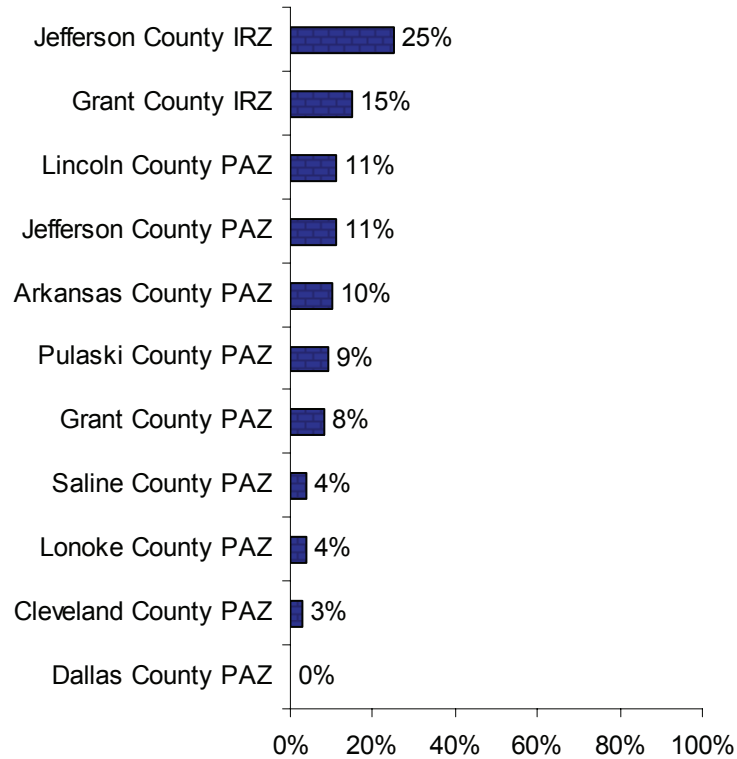 Jefferson County IRZ 25%
Grant County IRZ 15%
Lincoln County PAZ 11%
Jefferson County PAZ 11%
Arkansas County PAZ 10%
Pulaski County PAZ 9%
Grant County PAZ 8%
Saline County PAZ 4%
Lonoke County PAZ 4%
Cleveland County PAZ 3%
Dallas County PAZ 0%
0% 20% 40% 60% 80% 100%